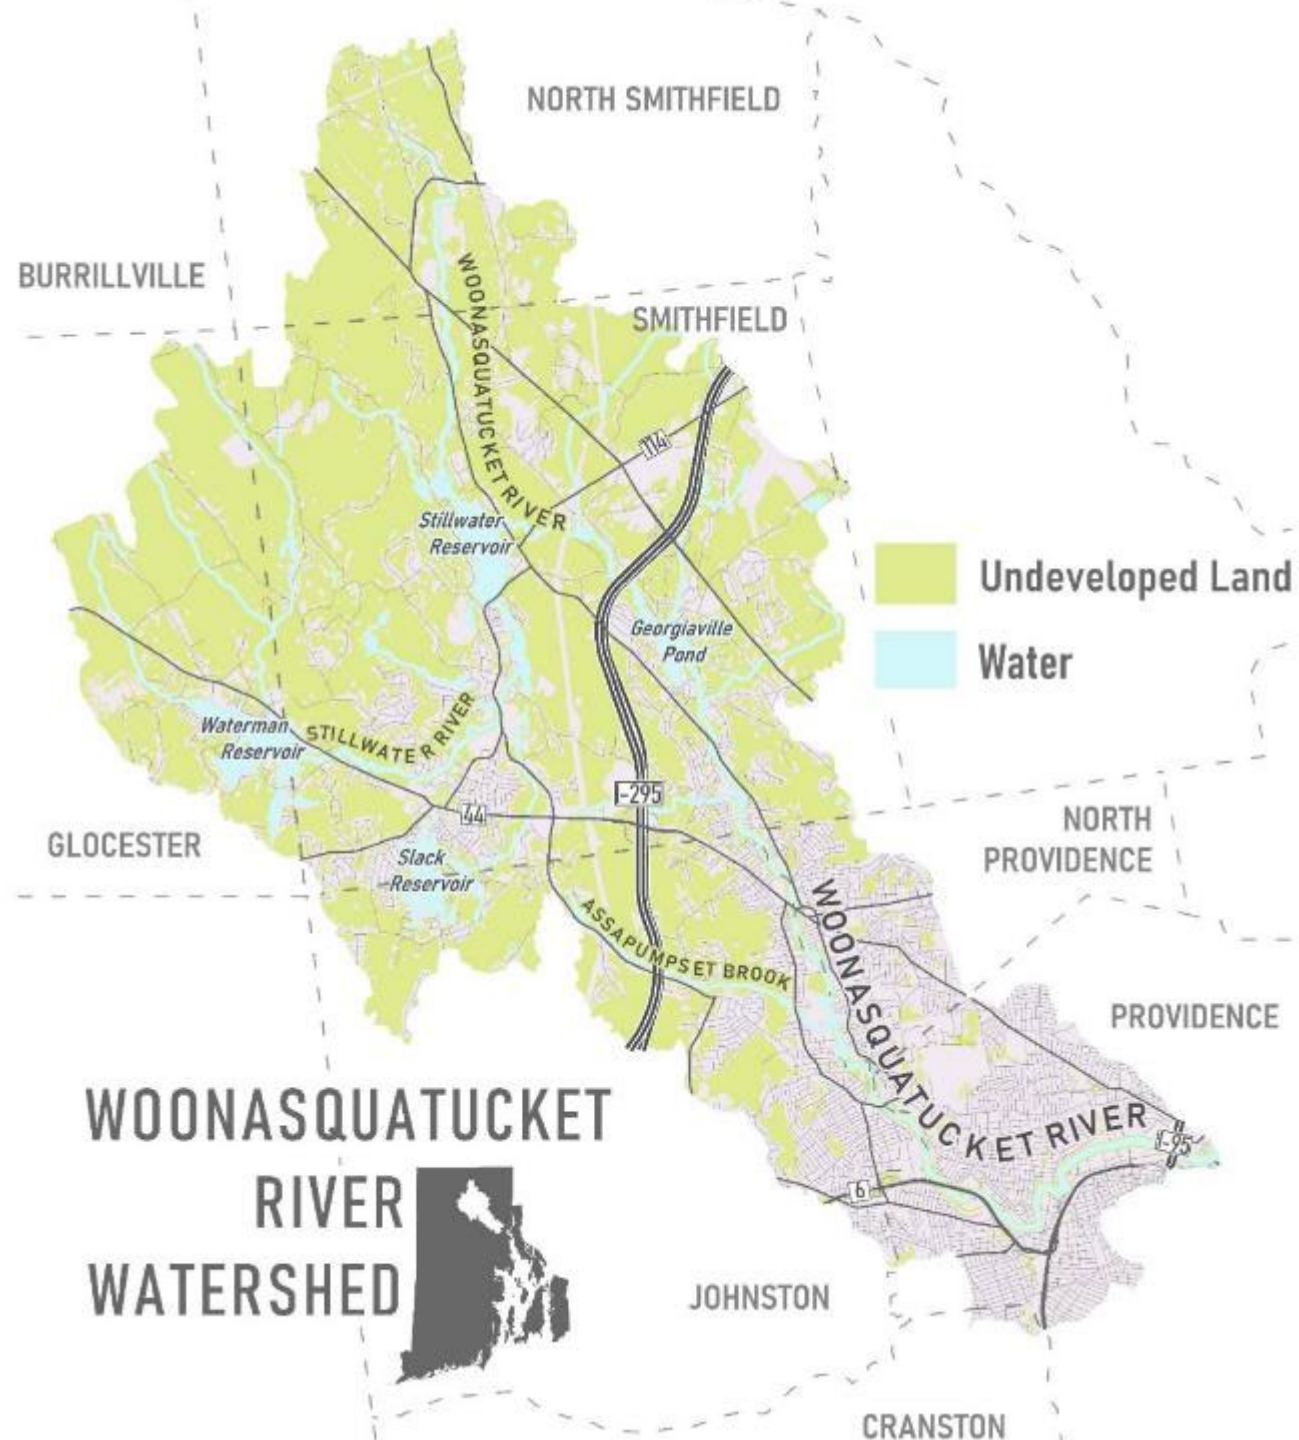 NORTH SMITHFIELD
BURRILLVILLE
SMITHFIELD
WOONASQUATUCKET RIVER
114
Stillwater
Reservoir
Undeveloped Land
Georgiaville
Pond
Water
STILLWATER RIVER
Waterman
Reservoir
I-295
44
NORTH
PROVIDENCE
GLOCESTER
Slack
Reservoir
ASSAPUMPSET BROOK
WOONASQUATUCKET RIVER
PROVIDENCE
I-95
6
WOONASQUATUCKET
RIVER
WATERSHED
JOHNSTON
CRANSTON